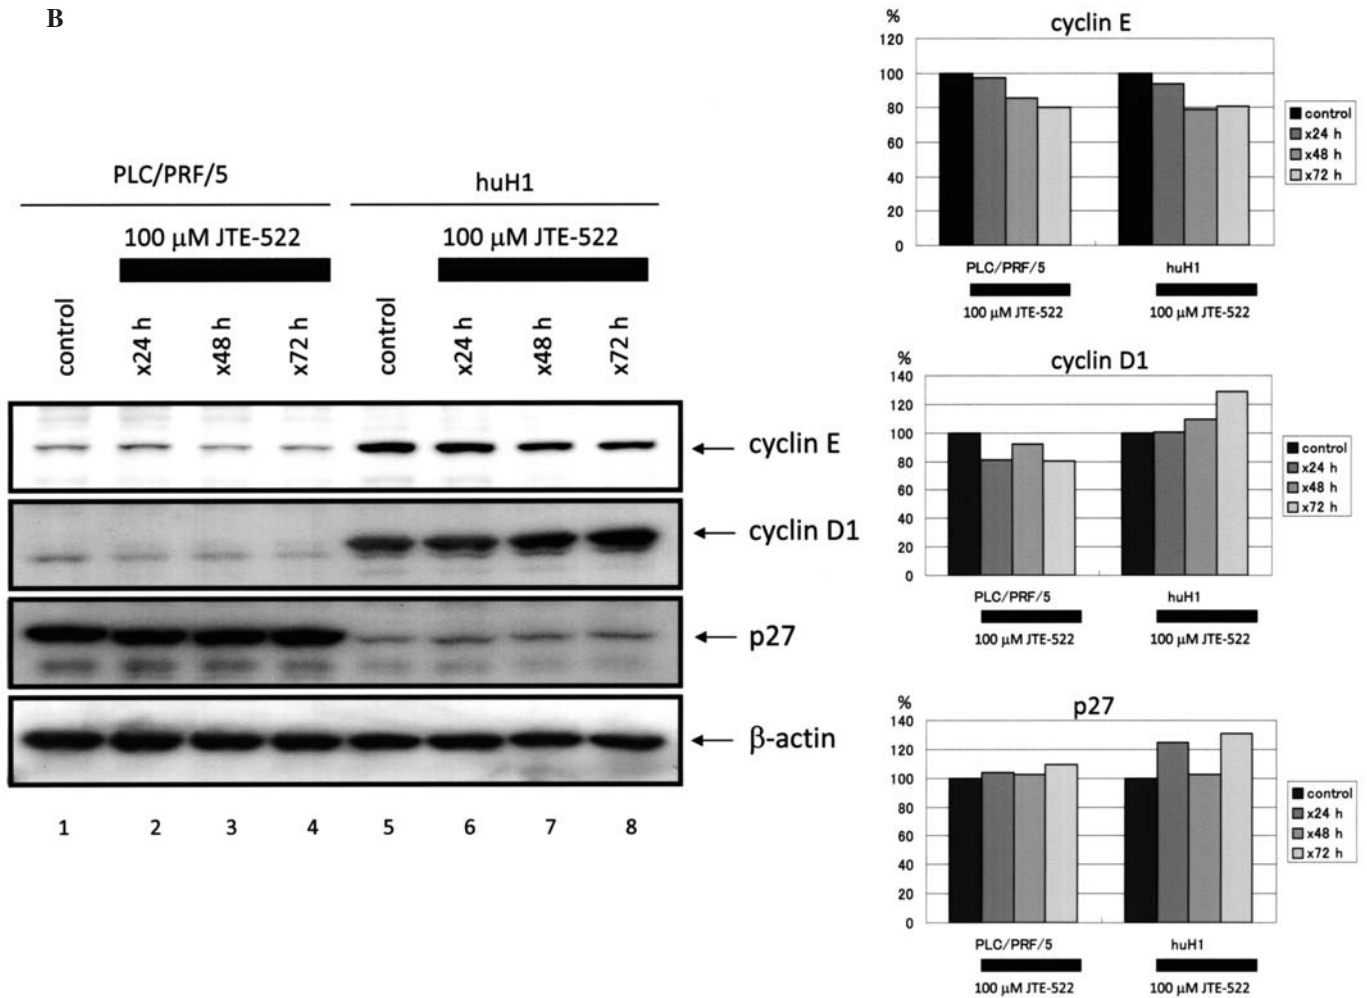 B
PLC/PRF/5 huH1
100 μM JTE-522 100 μM JTE-522
control x24 h x48 h x72 h control x24 h x48 h x72 h
cyclin E
cyclin D1
p27
β-actin
1 2 3 4 5 6 7 8
% cyclin E
120
100
80
60
40
20
0
control
x24 h
x48 h
x72 h
PLC/PRF/5 huH1
100 μM JTE-522 100 μM JTE-522
% cyclin D1
140
120
100
80
60
40
20
0
control
x24 h
x48 h
x72 h
PLC/PRF/5 huH1
100 μM JTE-522 100 μM JTE-522
% p27
140
120
100
80
60
40
20
0
control
x24 h
x48 h
x72 h
PLC/PRF/5 huH1
100 μM JTE-522 100 μM JTE-522